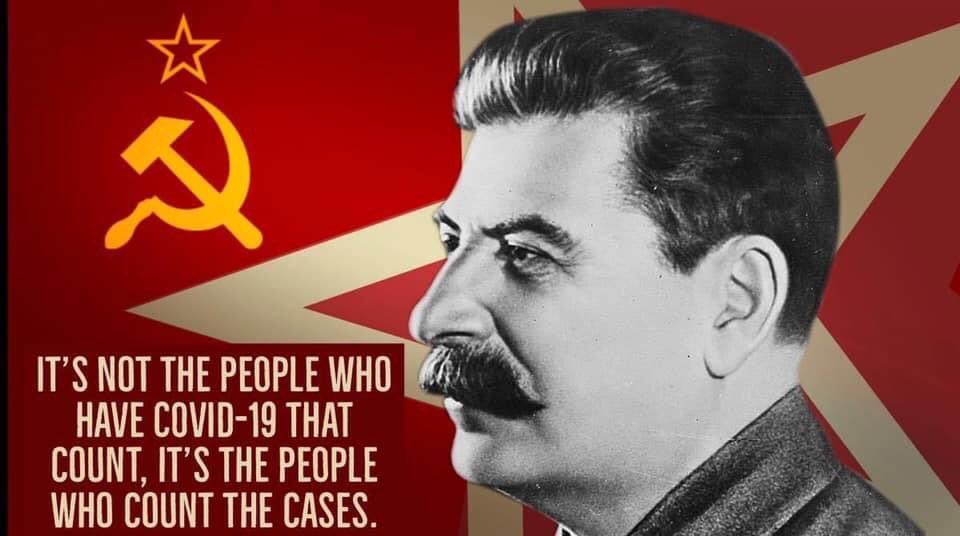 IT'S NOT THE PEOPLE WHO
HAVE COVID-19 THAT
COUNT, IT'S THE PEOPLE
WHO COUNT THE CASES.